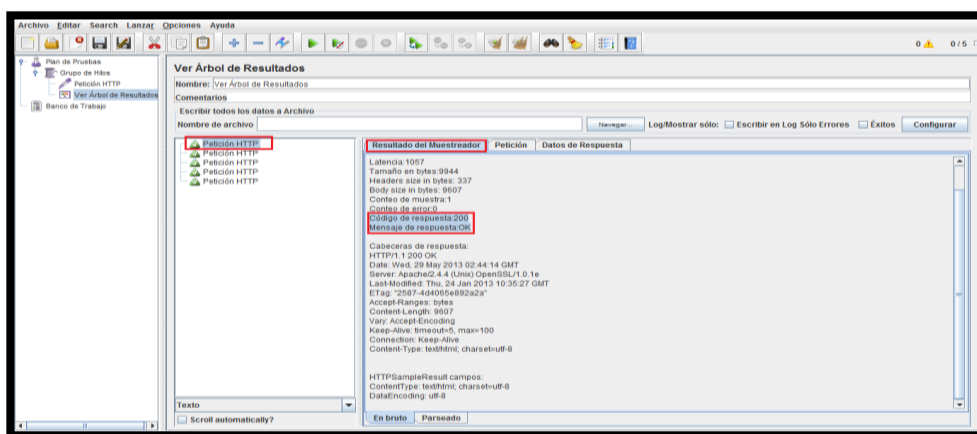 Archivo Editar Search Lanzar Opciones Ayuda
0 0/5
Plan de Pruebas
Grupo de Hilos
Petición HTTP
Ver Árbol de Resultados
Banco de Trabajo
Ver Árbol de Resultados
Nombre: Ver Árbol de Resultados
Comentarios
Escribir todos los datos a Archivo
Nombre de archivo Navegar... Log/Mostrar sólo: Escribir en Log Sólo Errores Éxitos Configurar
Petición HTTP
Petición HTTP
Petición HTTP
Petición HTTP
Petición HTTP
Texto
Scroll automatically?
Resultado del Muestreador Petición Datos de Respuesta
Latencia:1057
Tamaño en bytes:9944
Headers size in bytes: 337
Body size in bytes: 9607
Conteo de muestra:1
Conteo de error:0
Código de respuesta:200
Mensaje de respuesta:OK
Cabeceras de respuesta:
HTTP/1.1 200 OK
Date: Wed, 29 May 2013 02:44:14 GMT
Server: Apache/2.4.4 (Unix) OpenSSL/1.0.1e
Last-Modified: Thu, 24 Jan 2013 10:35:27 GMT
ETag: "2587-4d4065e892a2a"
Accept-Ranges: bytes
Content-Length: 9607
Vary: Accept-Encoding
Keep-Alive: timeout=5, max=100
Connection: Keep-Alive
Content-Type: text/html; charset=utf-8
HTTPSampleResult campos:
ContentType: text/html; charset=utf-8
DataEncoding: utf-8
En bruto Parseado